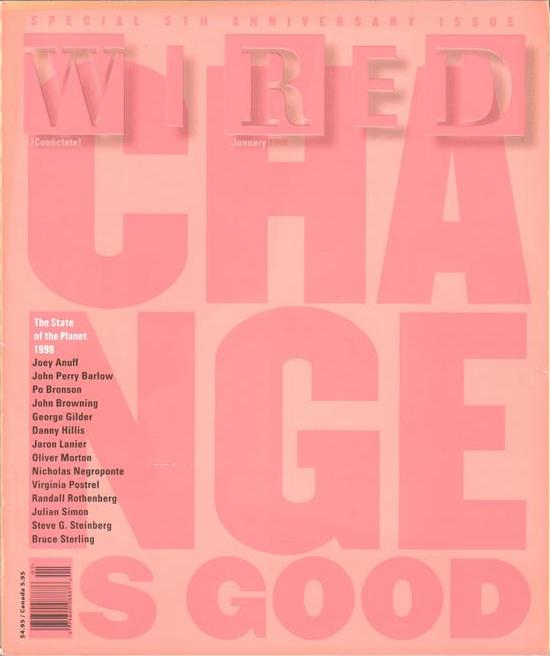 SPECIAL 5TH ANNIVERSARY ISSUE
WIRED
¡Conéctate!
January
CHA
NGE
IS GOOD
The State
of the Planet
1998
Joey Anuff
John Perry Barlow
Po Bronson
John Browning
George Gilder
Danny Hillis
Jaron Lanier
Oliver Morton
Nicholas Negroponte
Virginia Postrel
Randall Rothenberg
Julian Simon
Steve G. Steinberg
Bruce Sterling
$4.95 / Canada 5.95